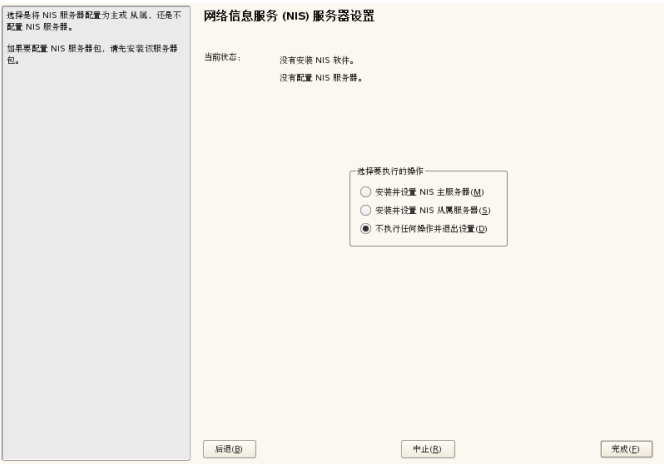 选择是将 NIS 服务器配置为主或 从属，还是不
配置 NIS 服务器。
如果要配置 NIS 服务器包，请先安装该服务器
包。
网络信息服务 (NIS) 服务器设置
当前状态：
没有安装 NIS 软件。
没有配置 NIS 服务器。
选择要执行的操作
安装并设置 NIS 主服务器(M)
安装并设置 NIS 从属服务器(S)
不执行任何操作并退出设置(D)
后退(B)
中止(R)
完成(F)